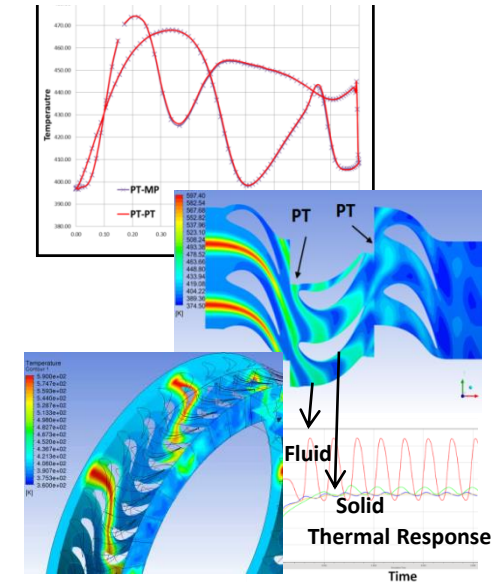 470.00
460.00
450.00
440.00
430.00
420.00
410.00
400.00
390.00
380.00
Temperautre
PT-MP
PT-PT
0.00 0.10 0.20 0.30
597.40
582.54
567.68
552.82
537.96
523.10
508.24
493.38
478.52
463.66
448.80
433.94
419.08
404.22
389.36
374.50
[K]
PT PT
Temperature
Contour 1
5.900e+02
5.747e+02
5.593e+02
5.440e+02
5.287e+02
5.133e+02
4.980e+02
4.827e+02
4.673e+02
4.520e+02
4.367e+02
4.213e+02
4.060e+02
3.907e+02
3.753e+02
3.600e+02
[K]
Fluid
Solid
Thermal Response
Time